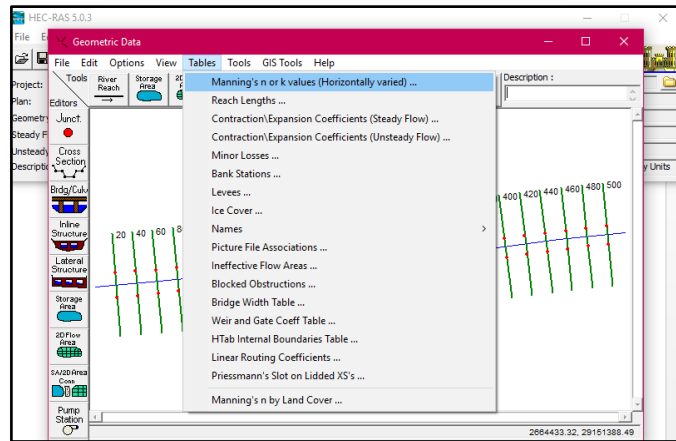 HEC-RAS 5.0.3
File
Project:
Plan:
Geometry
Steady F
Unsteady
Descriptio
y Units
Geometric Data
File Edit Options View Tables Tools GIS Tools Help
Tools
Editors
River
Reach
Storage
Area
Description :
Junct.
Cross
Section
Brdg/Culv
Inline
Structure
Lateral
Structure
Storage
Area
2D Flow
Area
SA/2D Area
Conn
Pump
Station
Manning's n or k values (Horizontally varied) ...
Reach Lengths ...
Contraction\Expansion Coefficients (Steady Flow) ...
Contraction\Expansion Coefficients (Unsteady Flow) ...
Minor Losses ...
Bank Stations ...
Levees ...
Ice Cover ...
Names
Picture File Associations ...
Ineffective Flow Areas ...
Blocked Obstructions ...
Bridge Width Table ...
Weir and Gate Coeff Table ...
HTab Internal Boundaries Table ...
Linear Routing Coefficients ...
Priessmann's Slot on Lidded XS's ...
Manning's n by Land Cover ...
20 40 60
400 420 440 460 480 500
2664433.32, 29151388.49